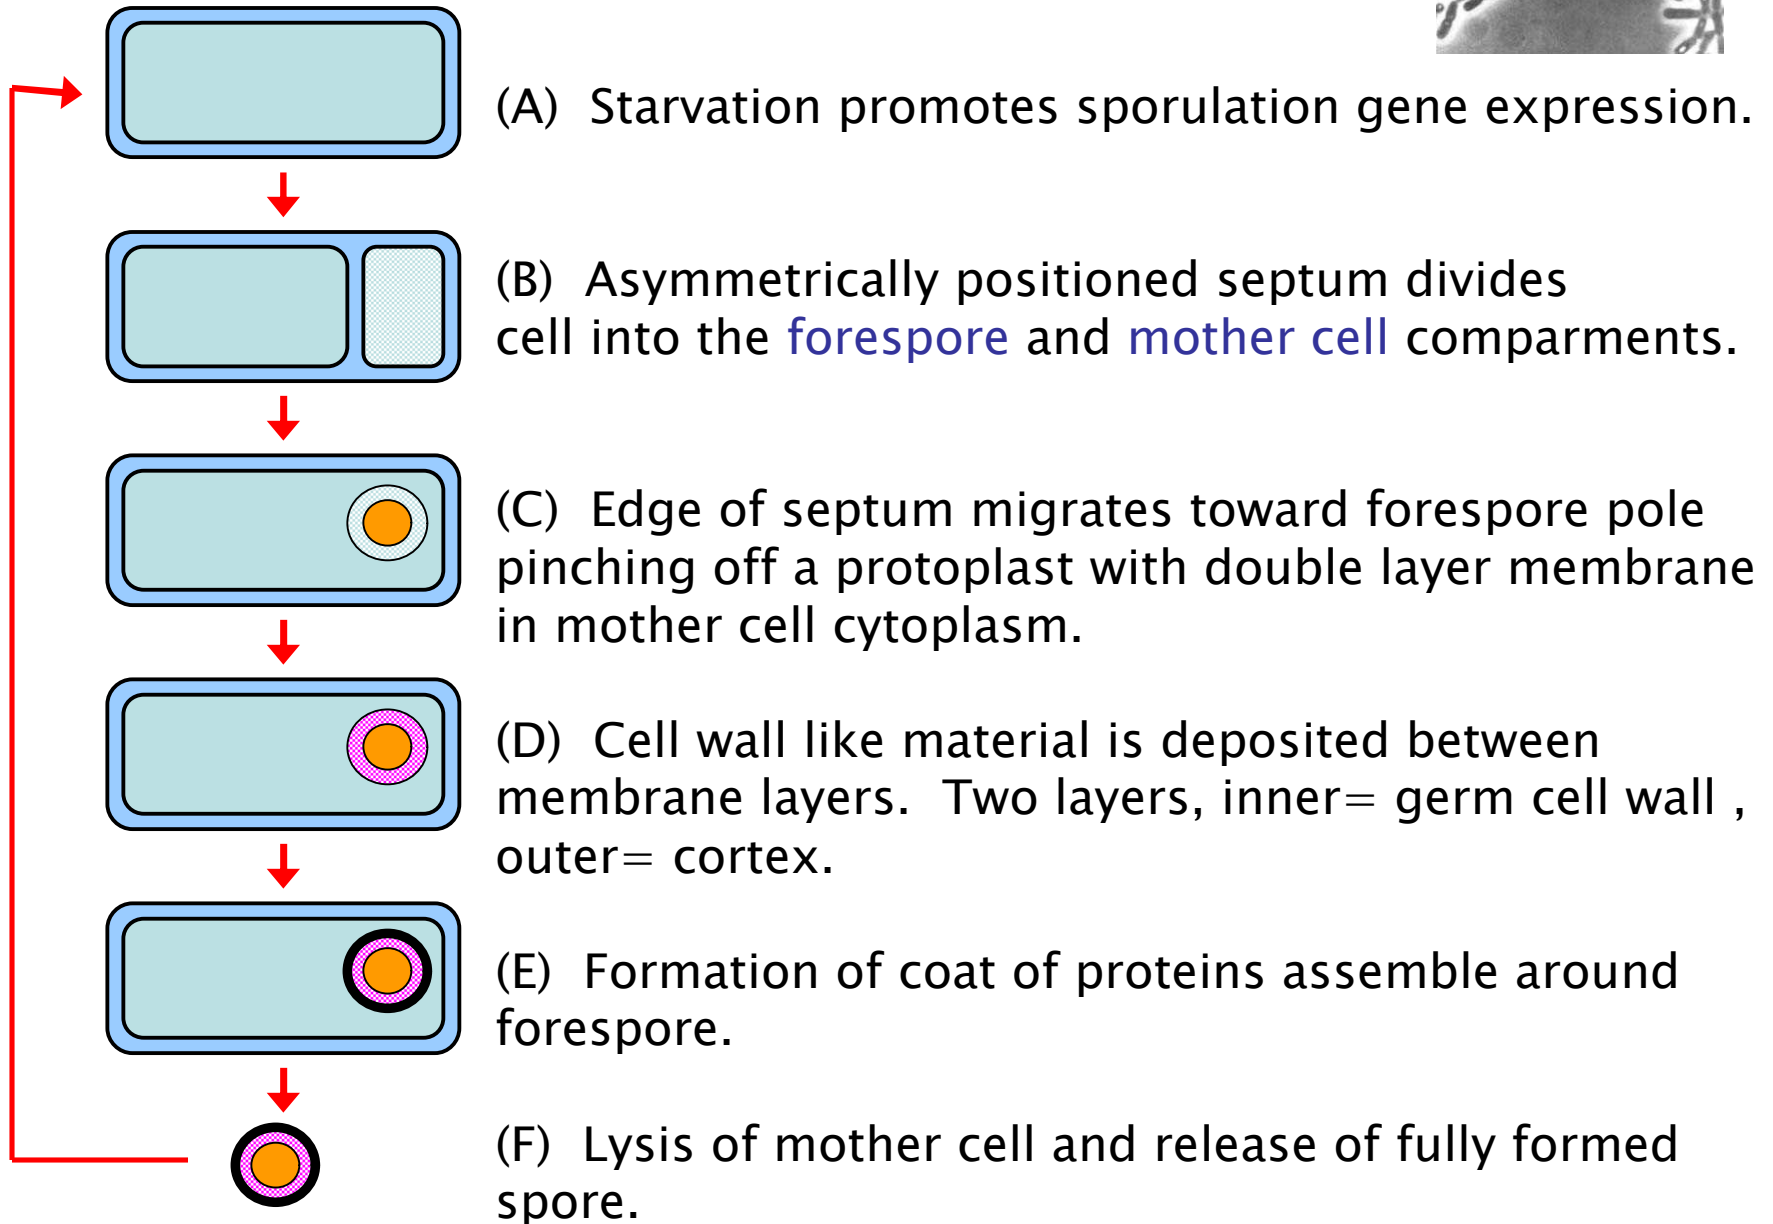 (A) Starvation promotes sporulation gene expression.
(B) Asymmetrically positioned septum divides
cell into the forespore and mother cell comparments.
(C) Edge of septum migrates toward forespore pole
pinching off a protoplast with double layer membrane
in mother cell cytoplasm.
(D) Cell wall like material is deposited between
membrane layers. Two layers, inner= germ cell wall ,
outer= cortex.
(E) Formation of coat of proteins assemble around
forespore.
(F) Lysis of mother cell and release of fully formed
spore.